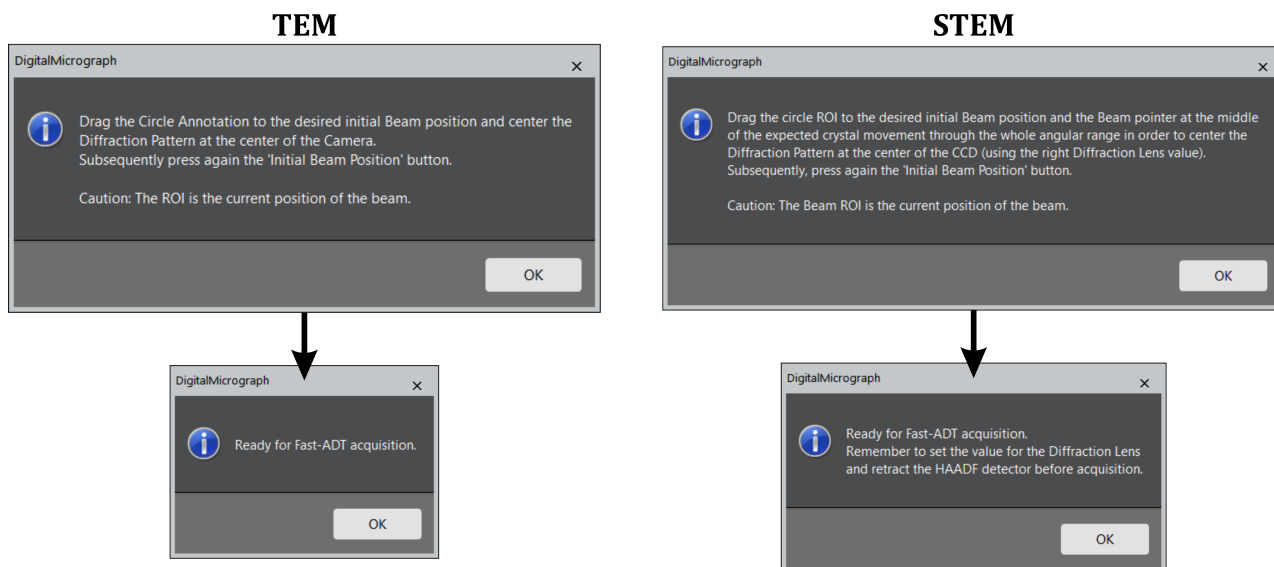 TEM
DigitalMicrograph
Drag the Circle Annotation to the desired initial Beam position and center the
Diffraction Pattern at the center of the Camera.
Subsequently press again the 'Initial Beam Position' button.
Caution: The ROI is the current position of the beam.
OK
DigitalMicrograph
Ready for Fast-ADT acquisition.
OK
STEM
DigitalMicrograph
Drag the circle ROI to the desired initial Beam position and the Beam pointer at the middle
of the expected crystal movement through the whole angular range in order to center the
Diffraction Pattern at the center of the CCD (using the right Diffraction Lens value).
Subsequently, press again the 'Initial Beam Position' button.
Caution: The Beam ROI is the current position of the beam.
OK
DigitalMicrograph
Ready for Fast-ADT acquisition.
Remember to set the value for the Diffraction Lens
and retract the HAADF detector before acquisition.
OK